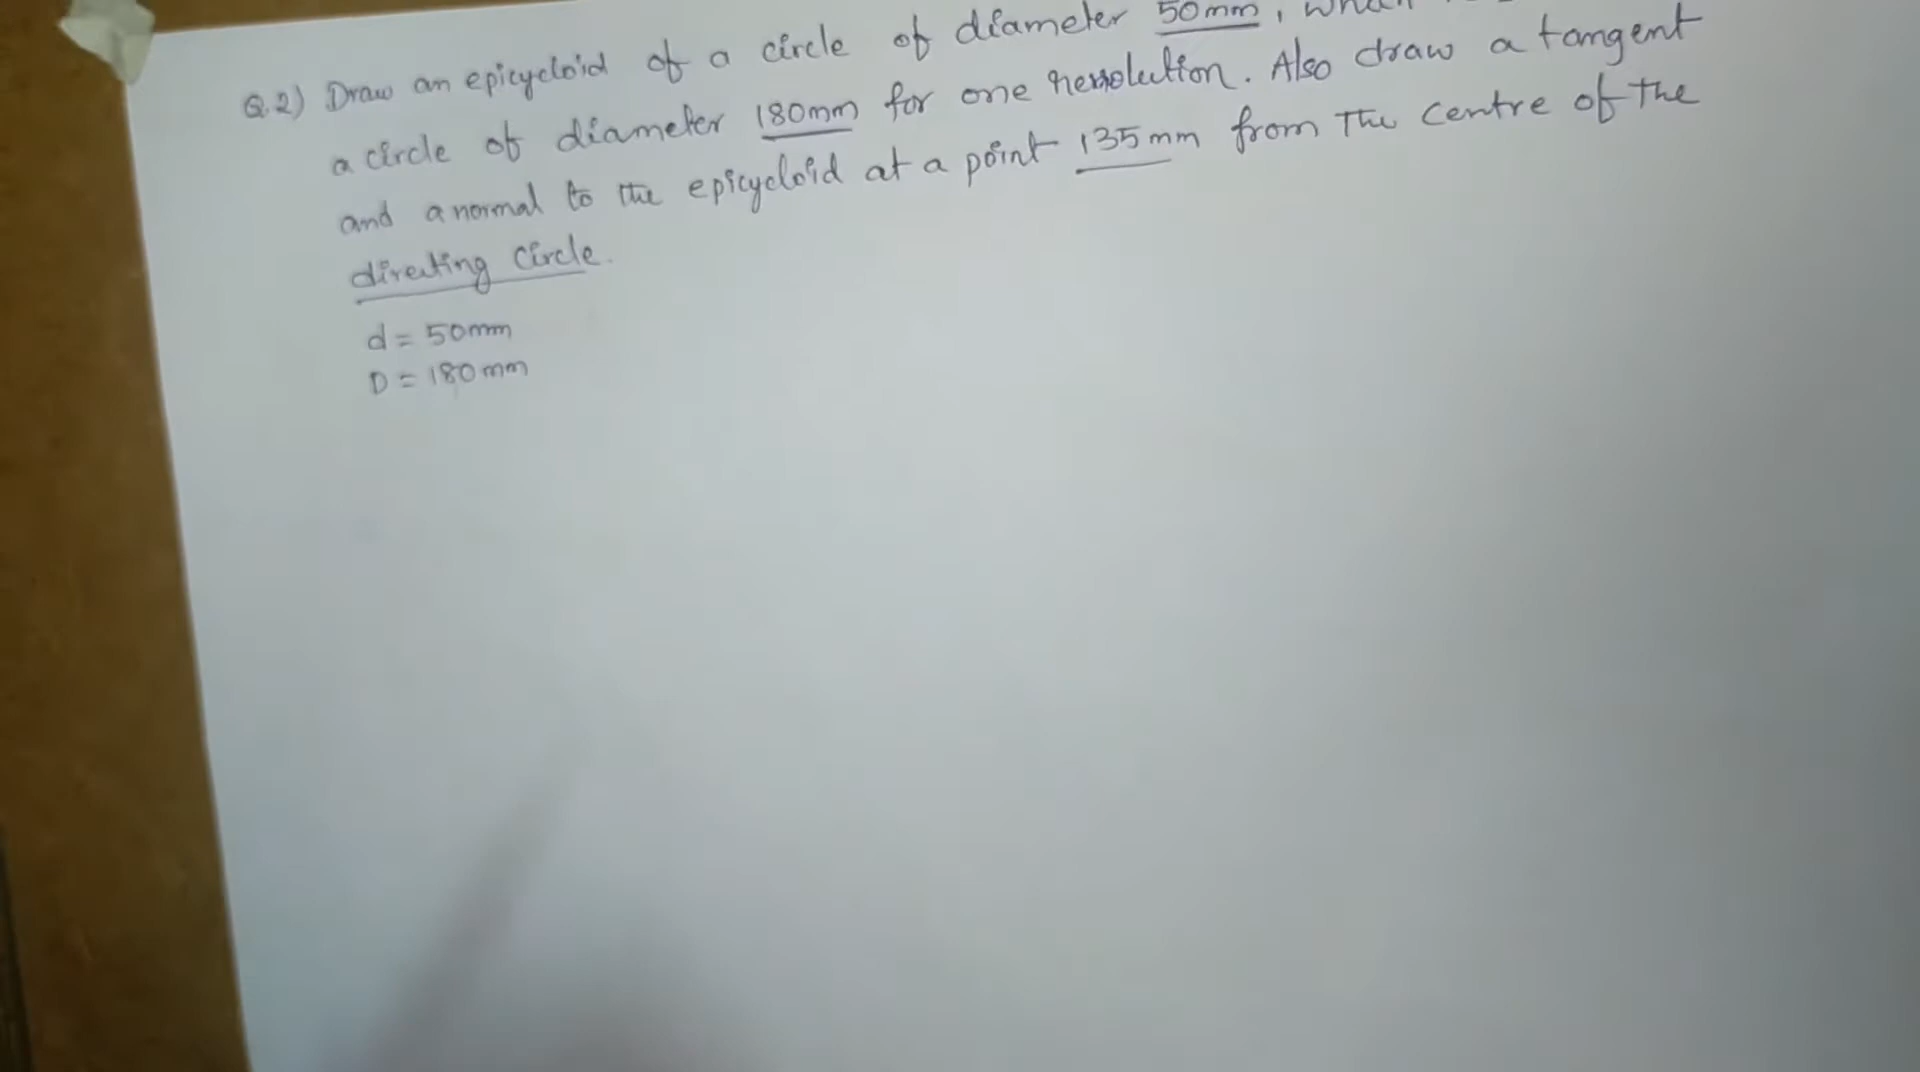 Q.2) Draw an epicycloid of a circle of diameter 50mm,
a circle of diameter 180mm for one revolution. Also draw a tangent
and a normal to the epicycloid at a point 135mm from the centre of the
directing circle.
d = 50mm
D = 180mm